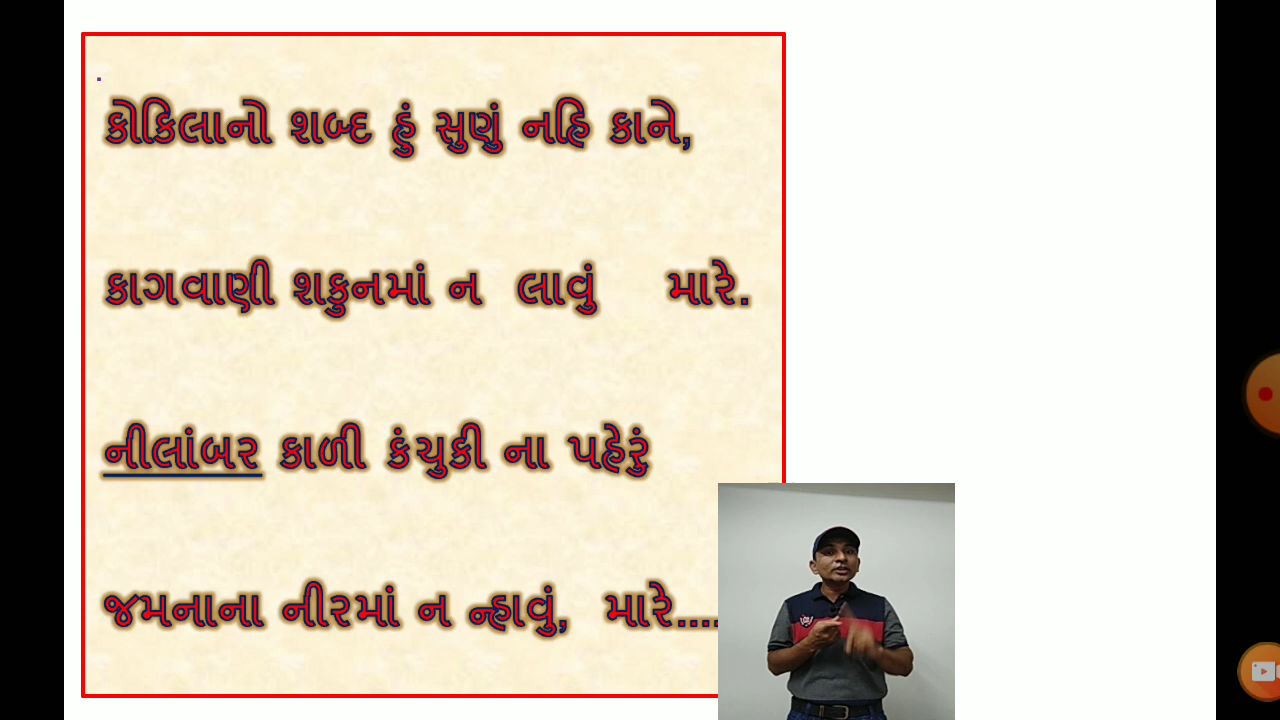 કોકિલાનો શબ્દ હું સુણું નહિ કાને,
કાગવાણી શકુનમાં ન લાવું મારે.
નીલાંબર કાળી કંચુકી ના પહેરું
જમનાના નીરમાં ન ન્હાવું, મારે....